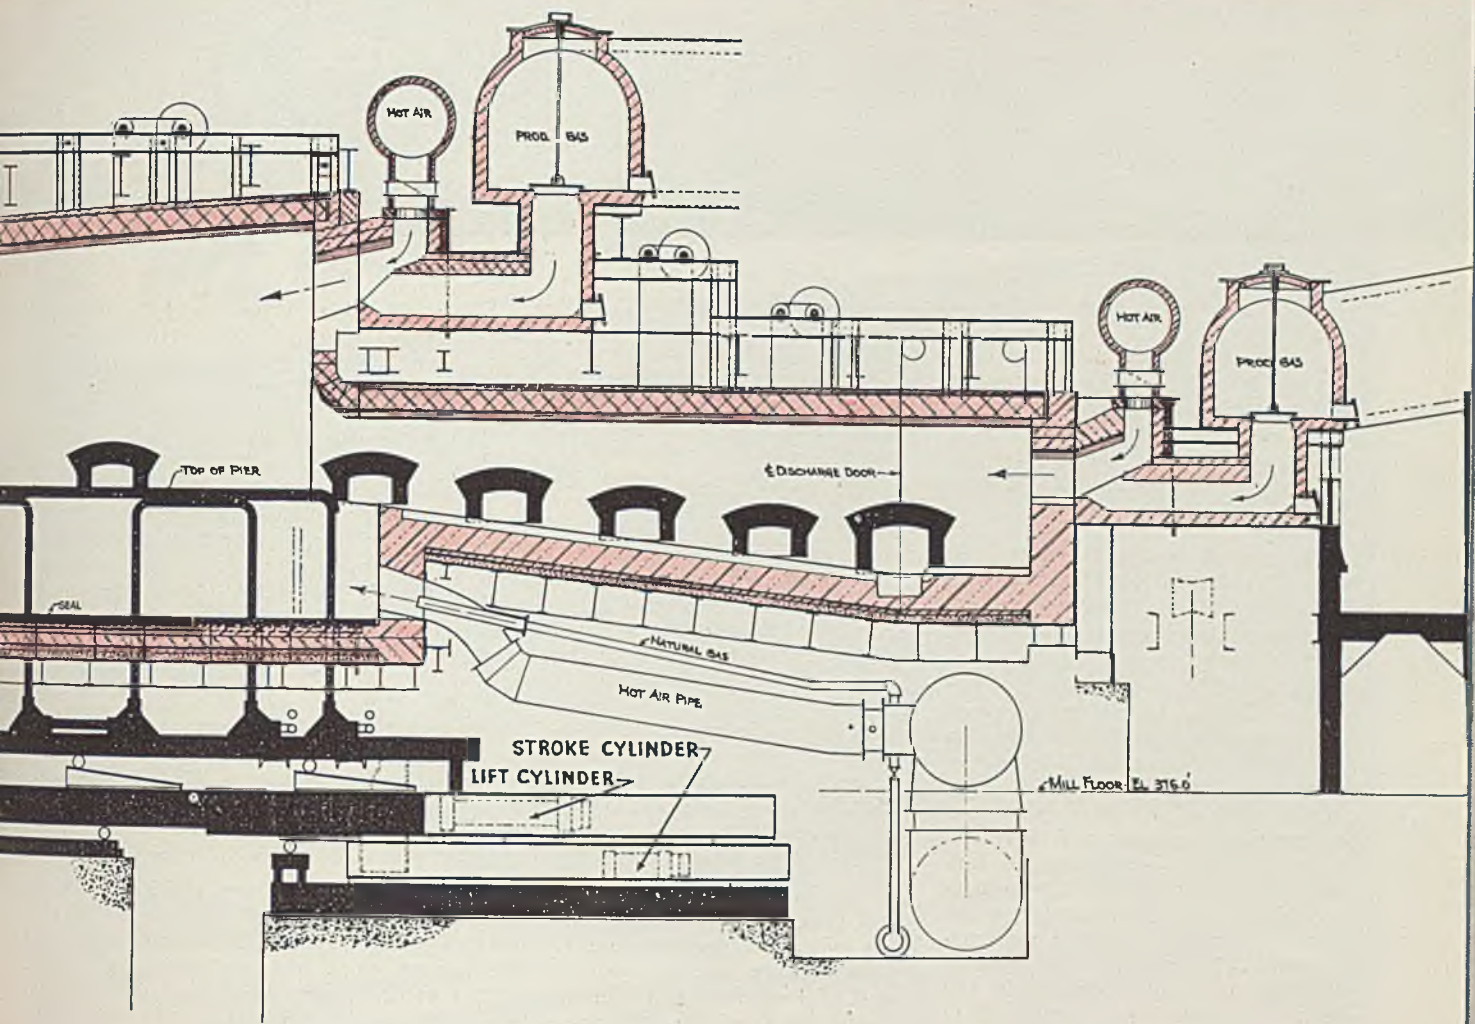 HOT AIR
PROD. GAS
HOT AIR
PROD. GAS
TOP OF PIER
℄ DISCHARGE DOOR
SEAL
NATURAL GAS
HOT AIR PIPE
STROKE CYLINDER
LIFT CYLINDER
MILL FLOOR EL 376.0'